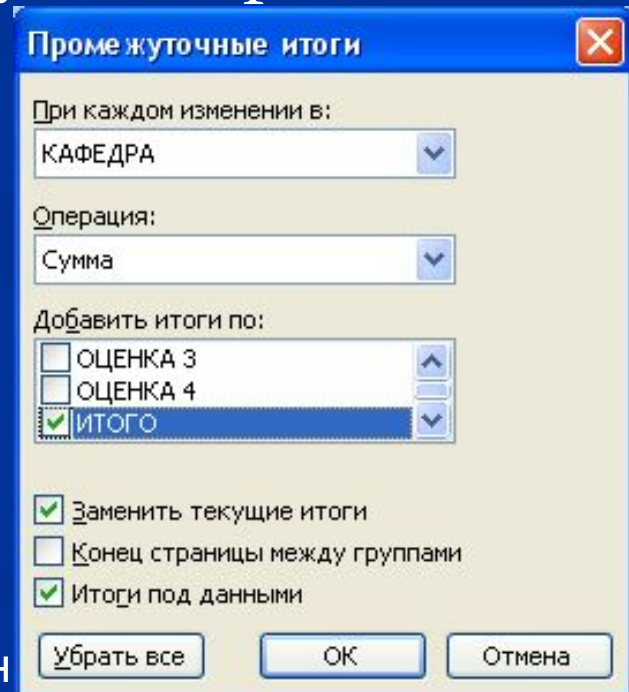 Промежуточные итоги
При каждом изменении в:
КАФЕДРА
Операция:
Сумма
Добавить итоги по:
ОЦЕНКА 3
ОЦЕНКА 4
ИТОГО
Заменить текущие итоги
Конец страницы между группами
Итоги под данными
н
Убрать все
ОК
Отмена